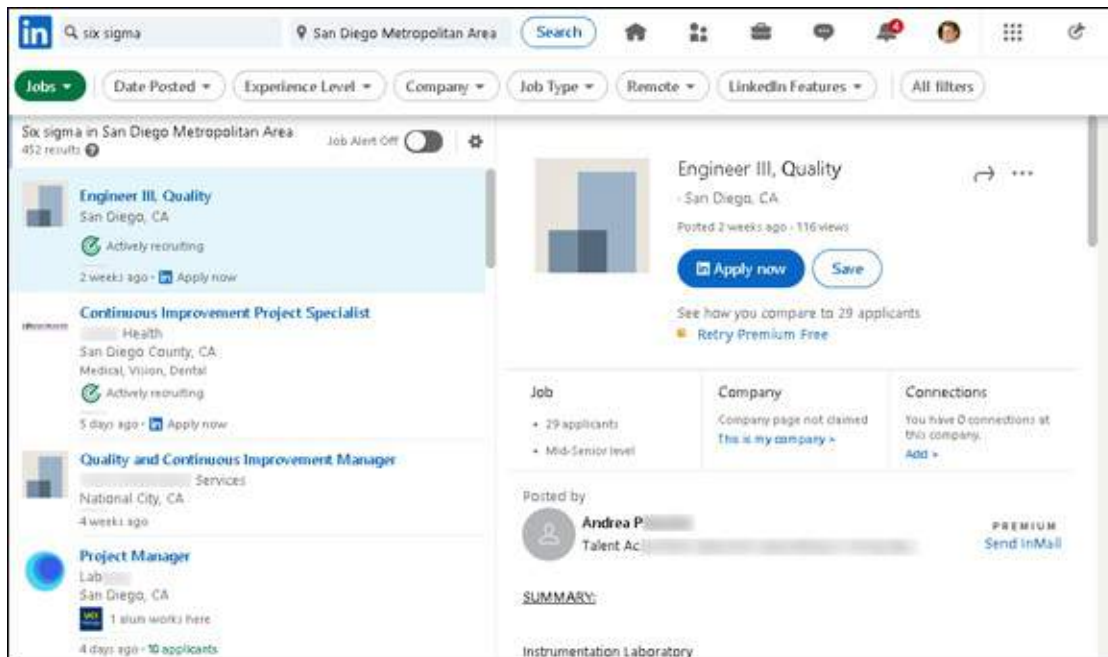 in six sigma San Diego Metropolitan Area Search 4
Jobs Date Posted Experience Level Company Job Type Remote LinkedIn Features All filters
Six sigma in San Diego Metropolitan Area
452 results ? Job Alert Off
Engineer III, Quality
San Diego, CA
Actively recruiting
2 weeks ago · in Apply now
Continuous Improvement Project Specialist
Health
San Diego County, CA
Medical, Vision, Dental
Actively recruiting
5 days ago · in Apply now
Quality and Continuous Improvement Manager
Services
National City, CA
4 weeks ago
Project Manager
Lab
San Diego, CA
1 alum works here
4 days ago · 10 applicants
Engineer III, Quality
· San Diego, CA
Posted 2 weeks ago · 116 views
in Apply now Save
See how you compare to 29 applicants
Retry Premium Free
Job
• 29 applicants
• Mid-Senior level
Company
Company page not claimed
This is my company »
Connections
You have 0 connections at
this company.
Add »
Posted by
Andrea P
Talent Ac
PREMIUM
Send InMail
SUMMARY:
Instrumentation Laboratory